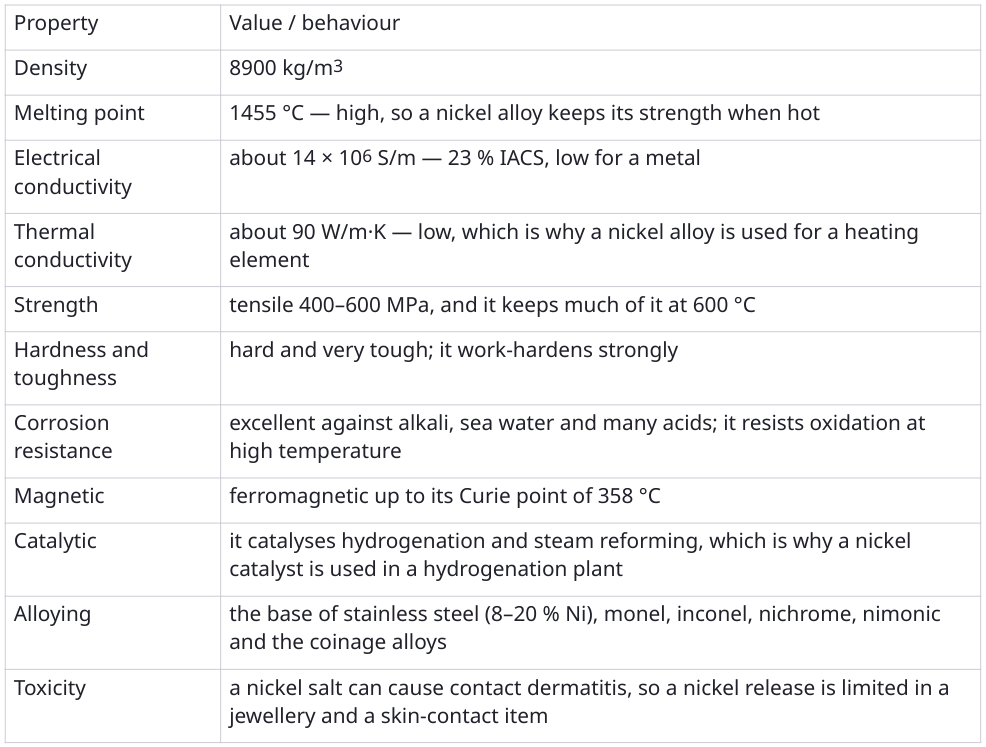 Property Value / behaviour
Density 8900 kg/m3
Melting point 1455 °C — high, so a nickel alloy keeps its strength when hot
Electrical conductivity about 14 × 106 S/m — 23 % IACS, low for a metal
Thermal conductivity about 90 W/m·K — low, which is why a nickel alloy is used for a heating
element
Strength tensile 400–600 MPa, and it keeps much of it at 600 °C
Hardness and toughness hard and very tough; it work-hardens strongly
Corrosion resistance excellent against alkali, sea water and many acids; it resists oxidation at
high temperature
Magnetic ferromagnetic up to its Curie point of 358 °C
Catalytic it catalyses hydrogenation and steam reforming, which is why a nickel
catalyst is used in a hydrogenation plant
Alloying the base of stainless steel (8–20 % Ni), monel, inconel, nichrome, nimonic
and the coinage alloys
Toxicity a nickel salt can cause contact dermatitis, so a nickel release is limited in a
jewellery and a skin-contact item